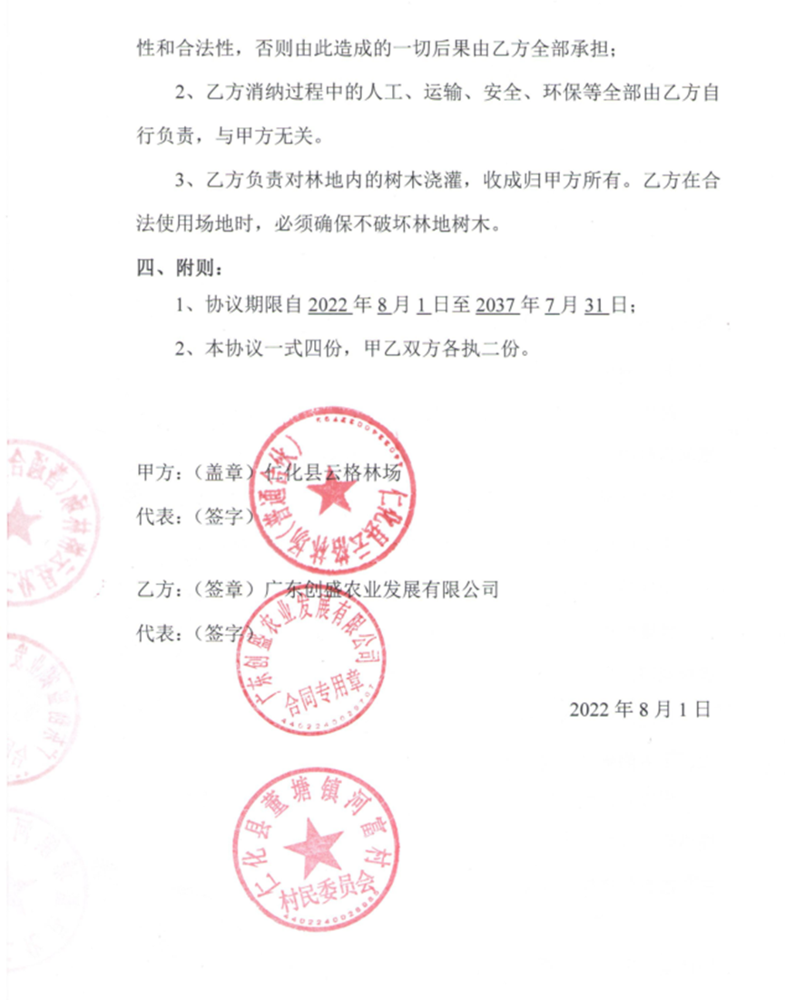 性和合法性，否则由此造成的一切后果由乙方全部承担；
2、乙方消纳过程中的人工、运输、安全、环保等全部由乙方自
行负责，与甲方无关。
3、乙方负责对林地内的树木浇灌，收成归甲方所有。乙方在合
法使用场地时，必须确保不破坏林地树木。
四、附则：
1、协议期限自 2022 年 8 月 1 日至 2037 年 7 月 31 日；
2、本协议一式四份，甲乙双方各执二份。
甲方：（盖章）仁化县云格林场
代表：（签字）
仁化县云格林场（普通合伙）
乙方：（签章）广东创盛农业发展有限公司
代表：（签字）
广东创盛农业发展有限公司
合同专用章
2022 年 8 月 1 日
仁化县董塘镇河富村
村民委员会